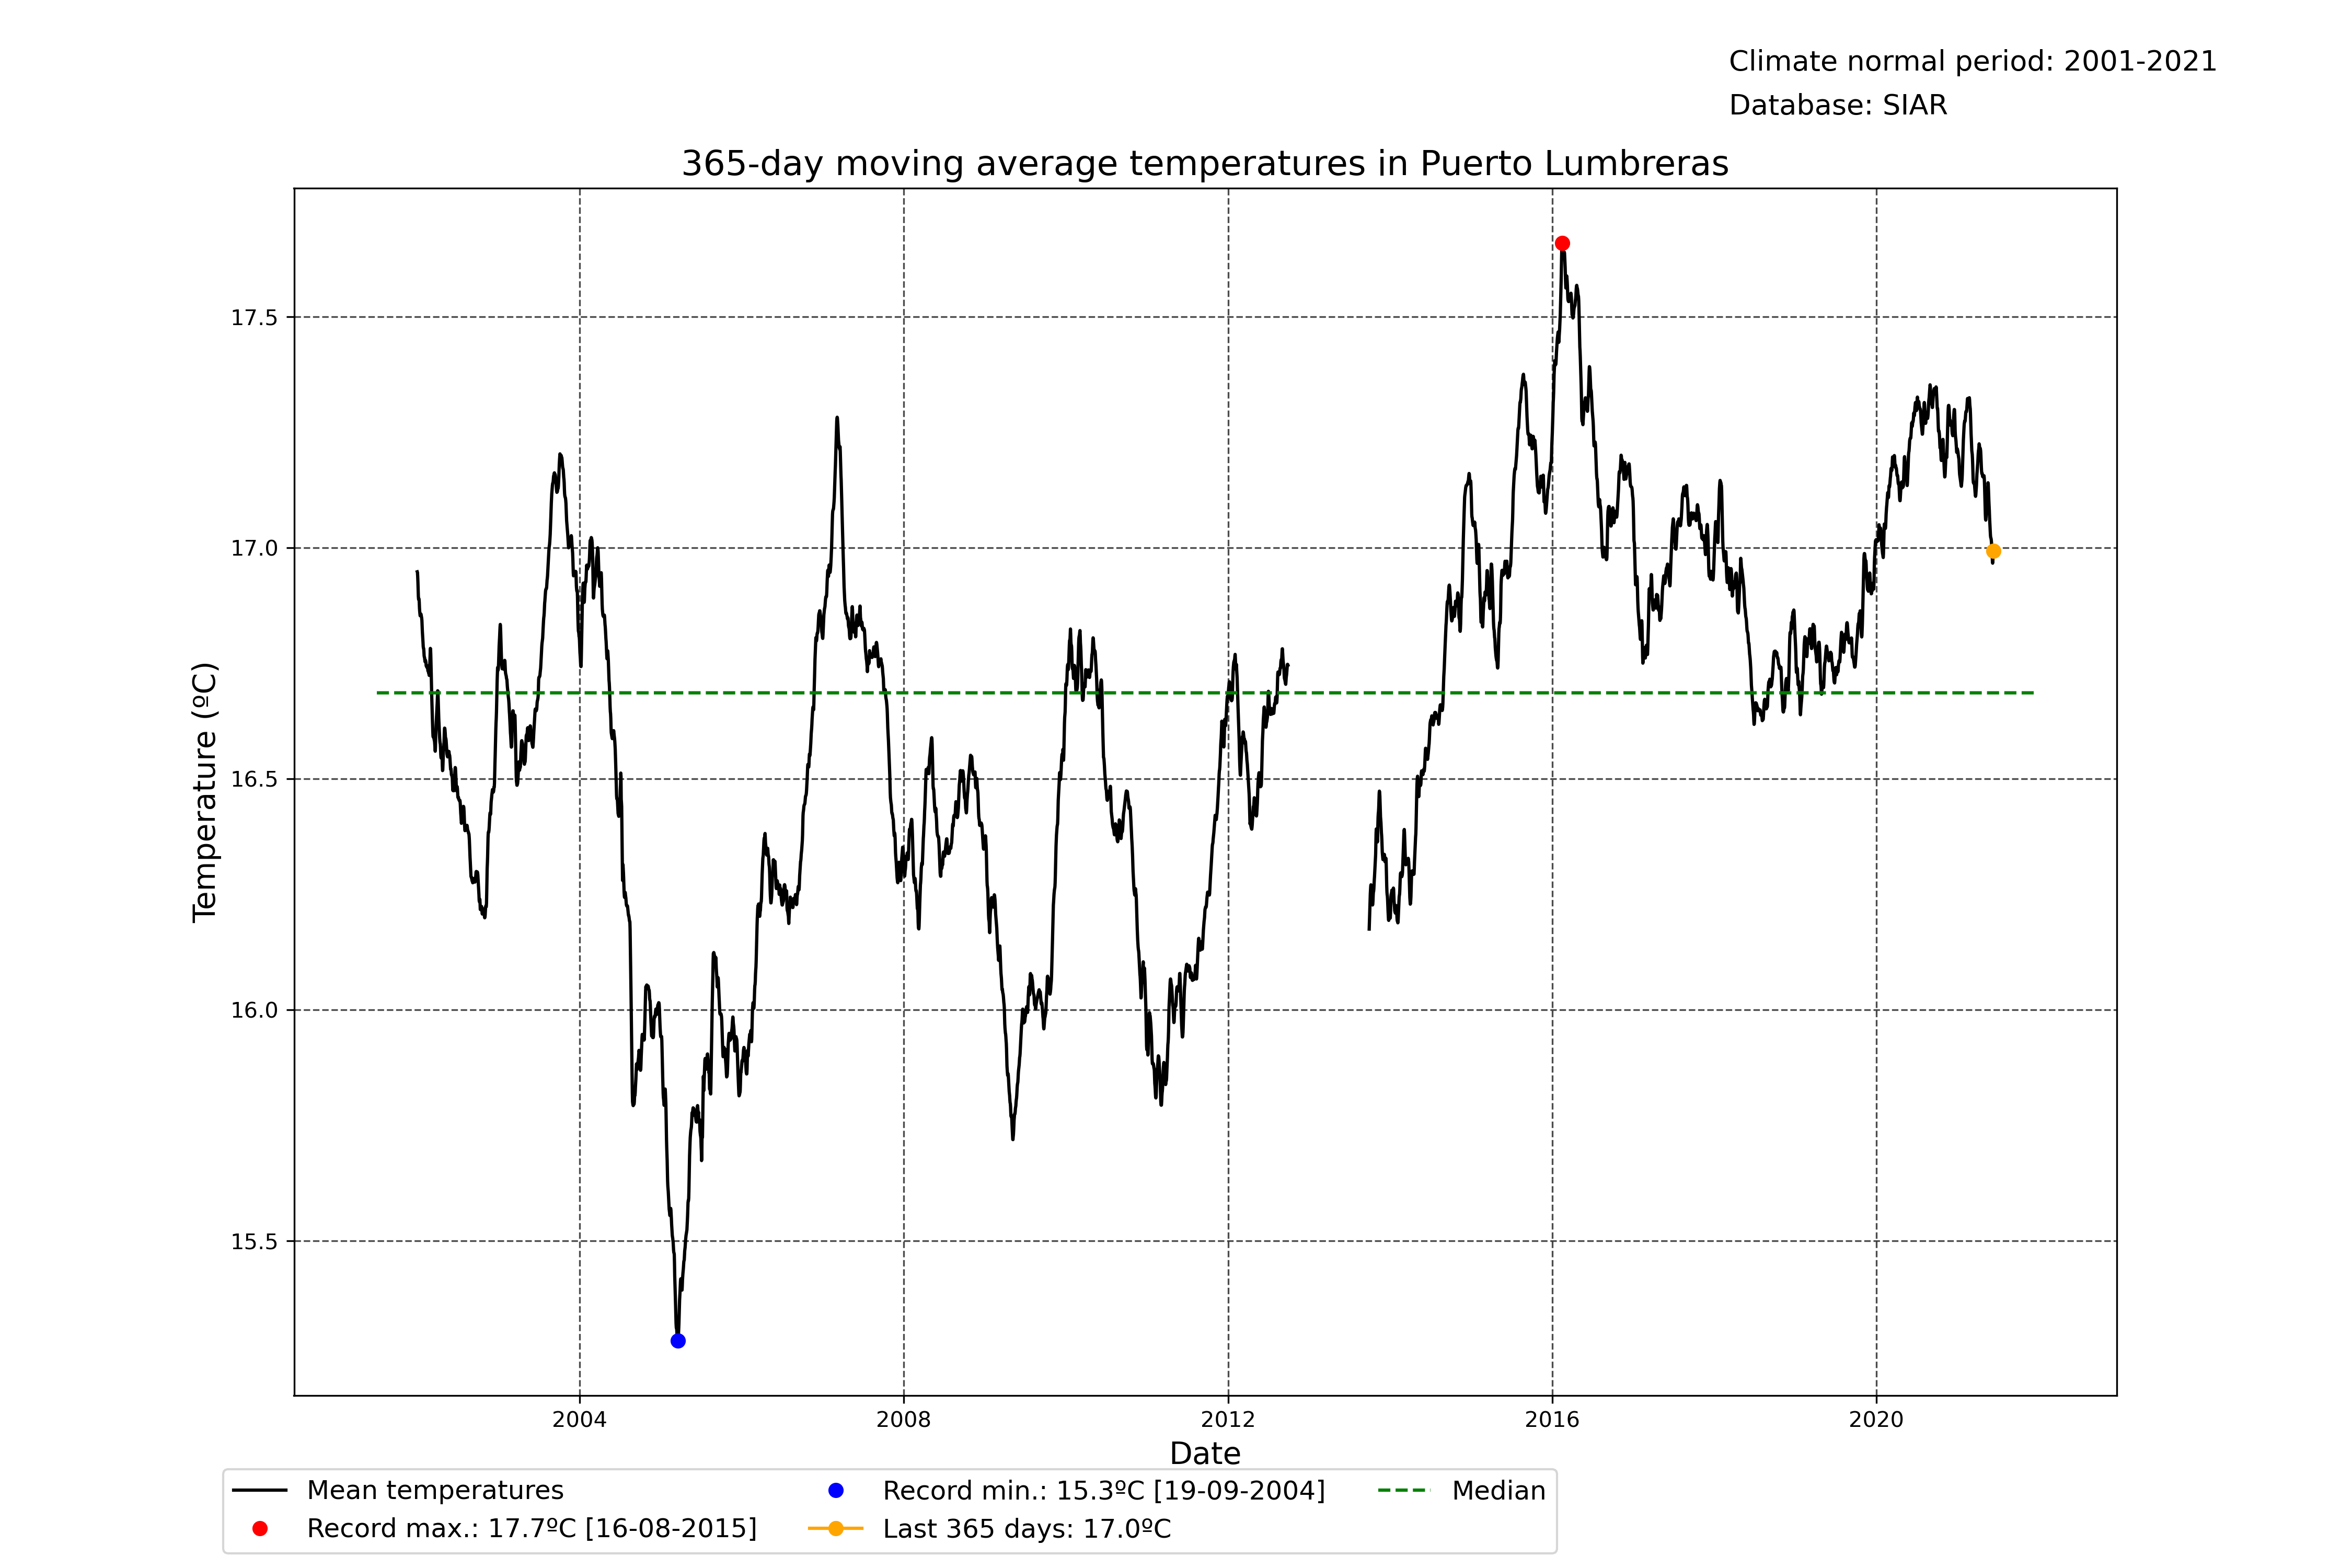 Climate normal period: 2001-2021
Database: SIAR
365-day moving average temperatures in Puerto Lumbreras
17.5
17.0
16.5
16.0
15.5
Temperature (ºC)
2004 2008 2012 2016 2020
Date
Mean temperatures
Record max.: 17.7ºC [16-08-2015]
Record min.: 15.3ºC [19-09-2004]
Last 365 days: 17.0ºC
Median